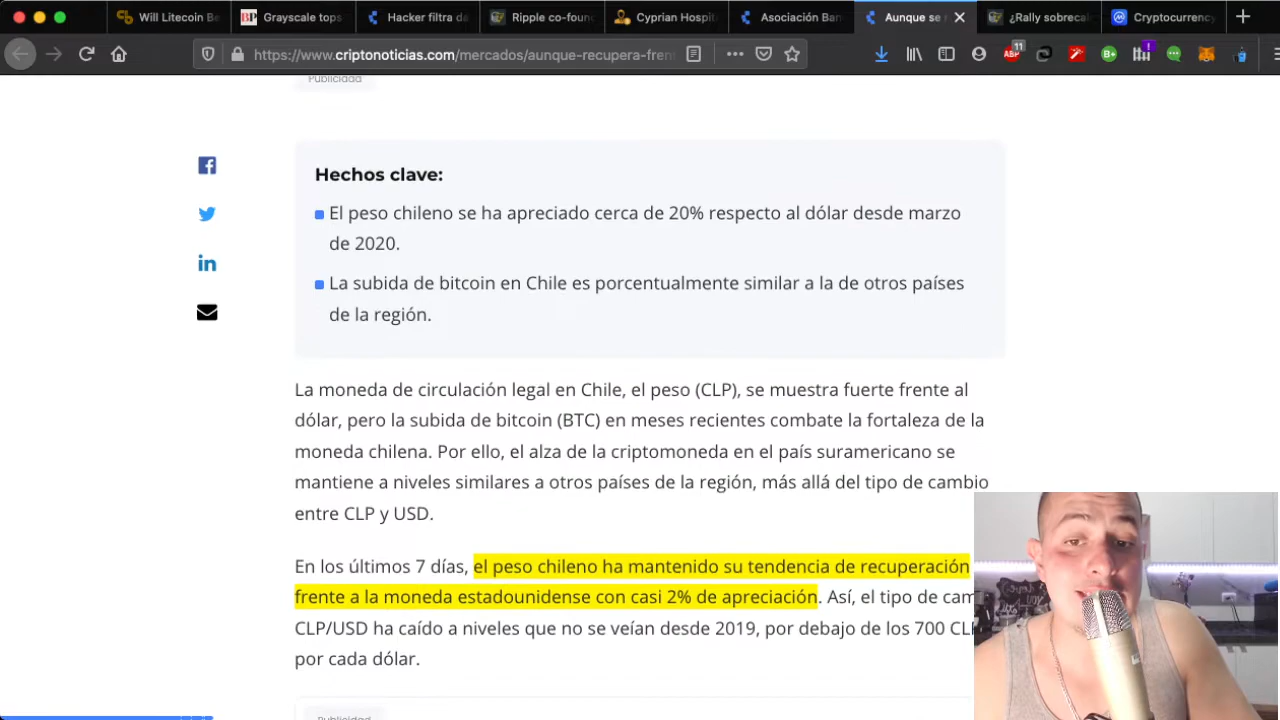 Will Litecoin Be
Grayscale tops
Hacker filtra da
Ripple co-foun
Cyprian Hospit
Asociación Ban
Aunque se r
¿Rally sobreca
Cryptocurrency
https://www.criptonoticias.com/mercados/aunque-recupera-fren
ABP
11
Publicidad
Hechos clave:
El peso chileno se ha apreciado cerca de 20% respecto al dólar desde marzo
de 2020.
La subida de bitcoin en Chile es porcentualmente similar a la de otros países
de la región.
La moneda de circulación legal en Chile, el peso (CLP), se muestra fuerte frente al
dólar, pero la subida de bitcoin (BTC) en meses recientes combate la fortaleza de la
moneda chilena. Por ello, el alza de la criptomoneda en el país suramericano se
mantiene a niveles similares a otros países de la región, más allá del tipo de cambio
entre CLP y USD.
En los últimos 7 días, el peso chileno ha mantenido su tendencia de recuperación
frente a la moneda estadounidense con casi 2% de apreciación. Así, el tipo de cam
CLP/USD ha caído a niveles que no se veían desde 2019, por debajo de los 700 CL
por cada dólar.
Publicidad